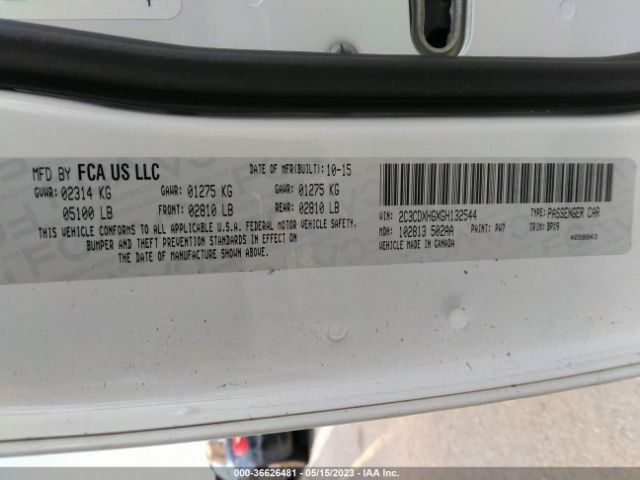 MFD BY FCA US LLC
DATE OF MFR(BUILT): 10-15
GVWR: 02314 KG
GAWR: 01275 KG
GAWR: 01275 KG
05100 LB
FRONT: 02810 LB
REAR: 02810 LB
THIS VEHICLE CONFORMS TO ALL APPLICABLE U.S.A. FEDERAL MOTOR VEHICLE SAFETY,
BUMPER AND THEFT PREVENTION STANDARDS IN EFFECT ON
THE DATE OF MANUFACTURE SHOWN ABOVE.
VIN: 2C3CDXHGXGH132544
TYPE: PASSENGER CAR
MDH: 102813 502AA
PAINT: PW7
TRIM: BPX9
VEHICLE MADE IN CANADA
4650843
000-36626481 - 05/15/2023 - IAA Inc.